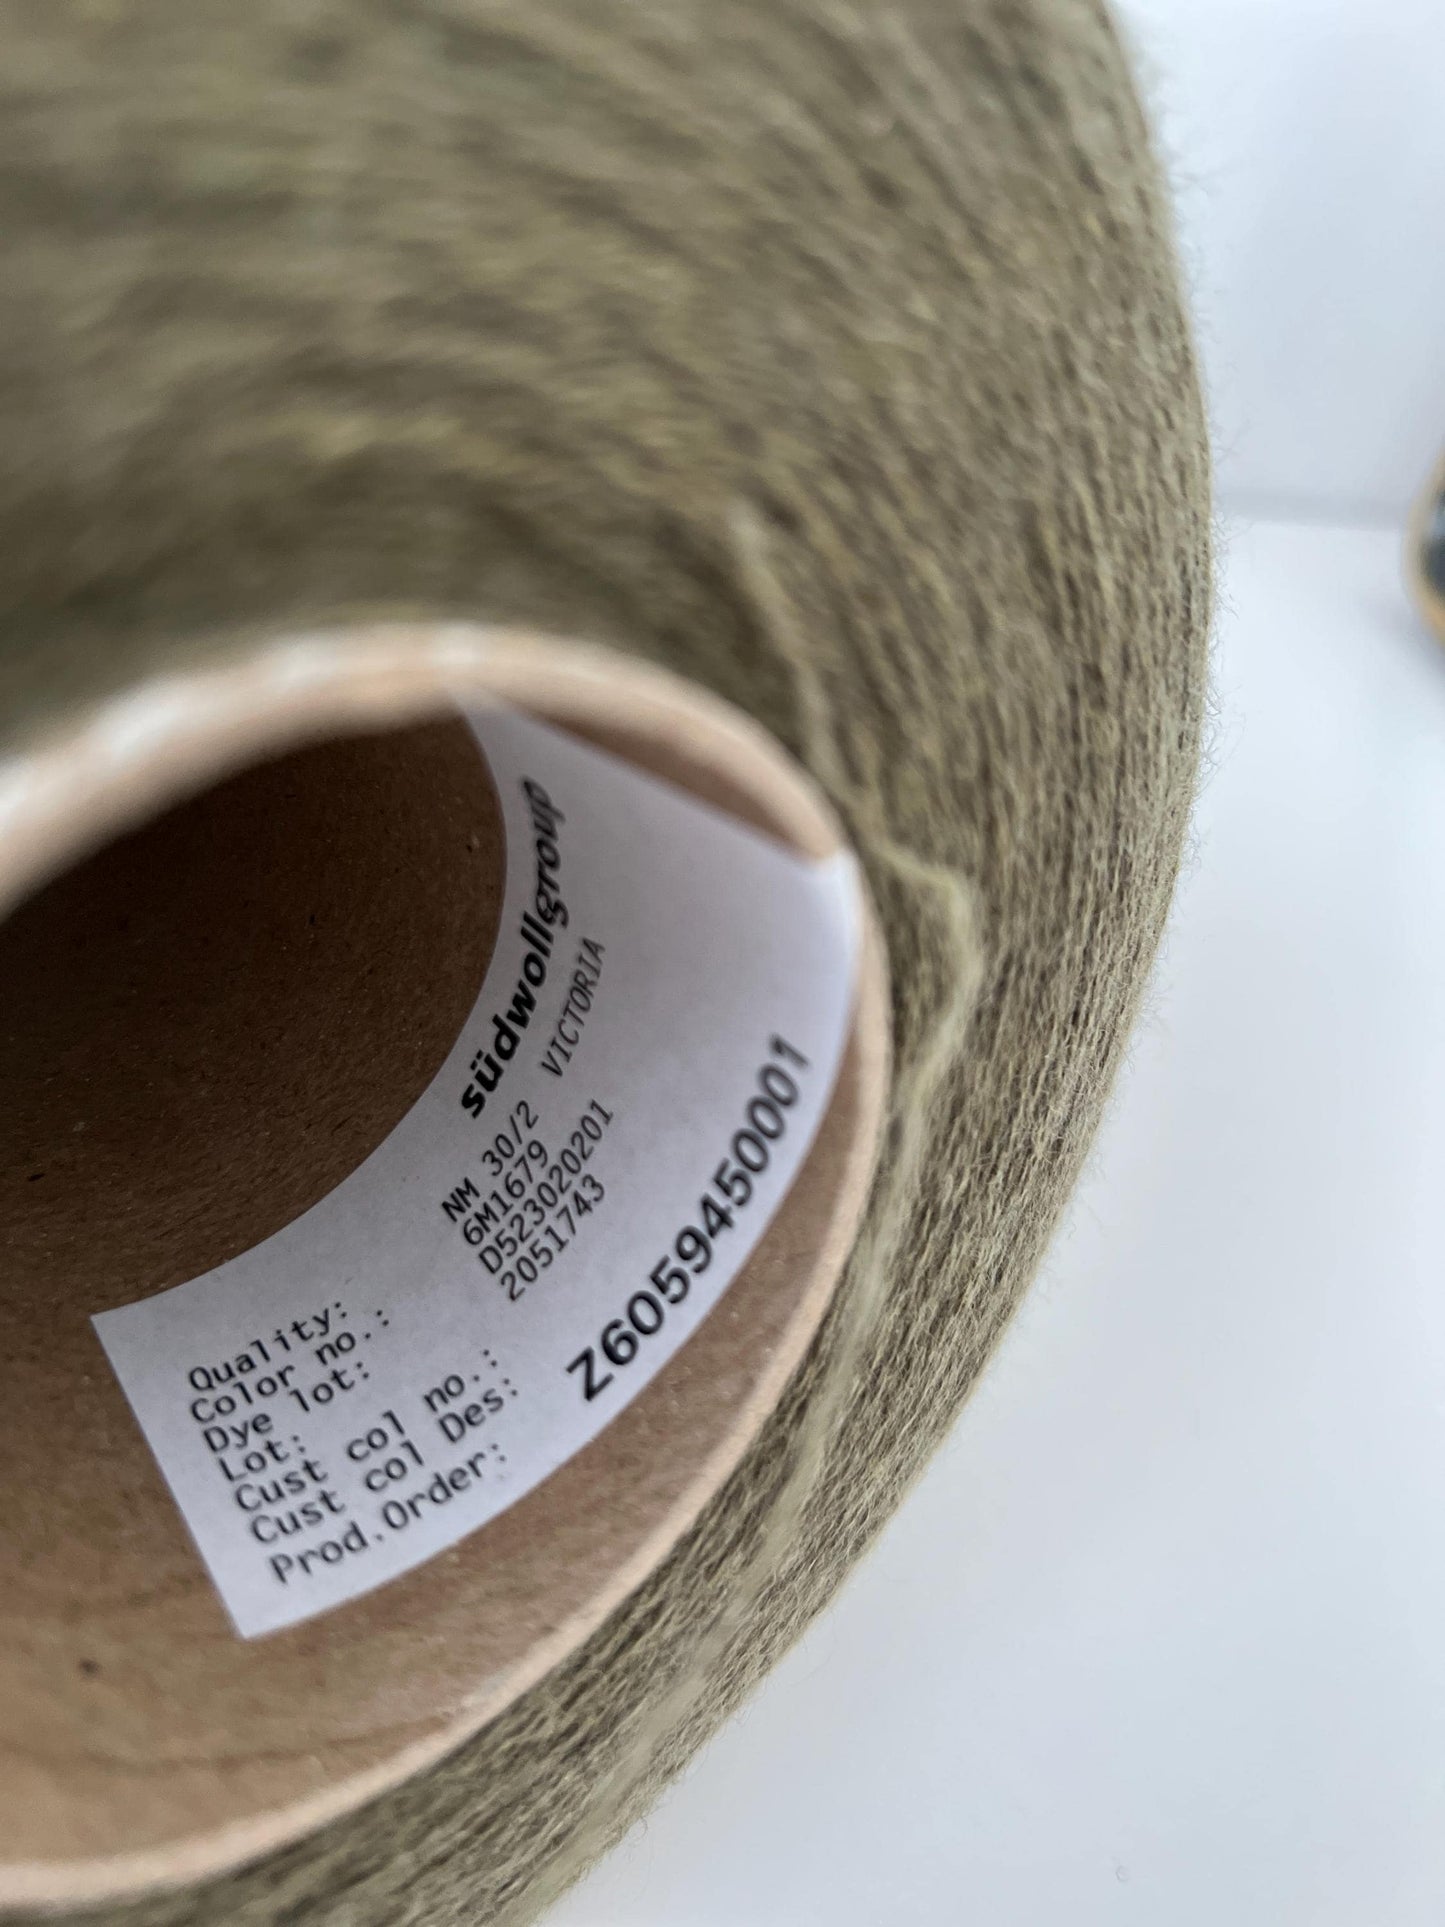 südwollgroup
Quality: NM 30/2 VICTORIA
Color no.: 6M1679
Dye lot: D523020201
Lot: 2051743
Cust col no.:
Cust col Des:
Prod.Order: Z6059450001